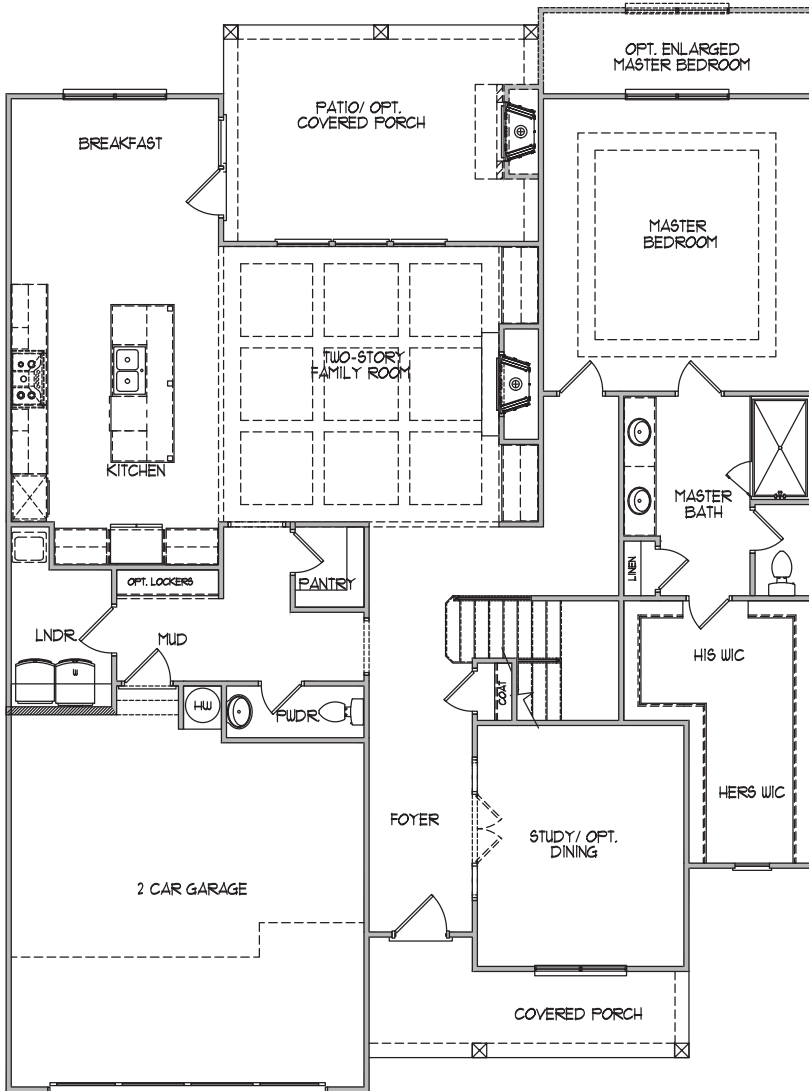 OPT. ENLARGED
MASTER BEDROOM
PATIO/ OPT.
COVERED PORCH
BREAKFAST
MASTER
BEDROOM
TWO-STORY
FAMILY ROOM
KITCHEN
MASTER
BATH
LINEN
OPT. LOCKERS
PANTRY
LNDR.
MUD
HIS WIC
W
COAT
HW
PWDR.
HERS WIC
FOYER
STUDY/ OPT.
DINING
2 CAR GARAGE
COVERED PORCH